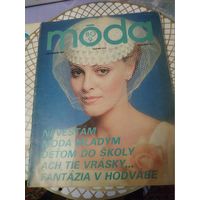 móda
NEVESTÁM
MÓDA MLADÝM
DEŤOM DO ŠKOLY
ACH TIE VRÁSKY...
FANTÁZIA V HODVÁBE